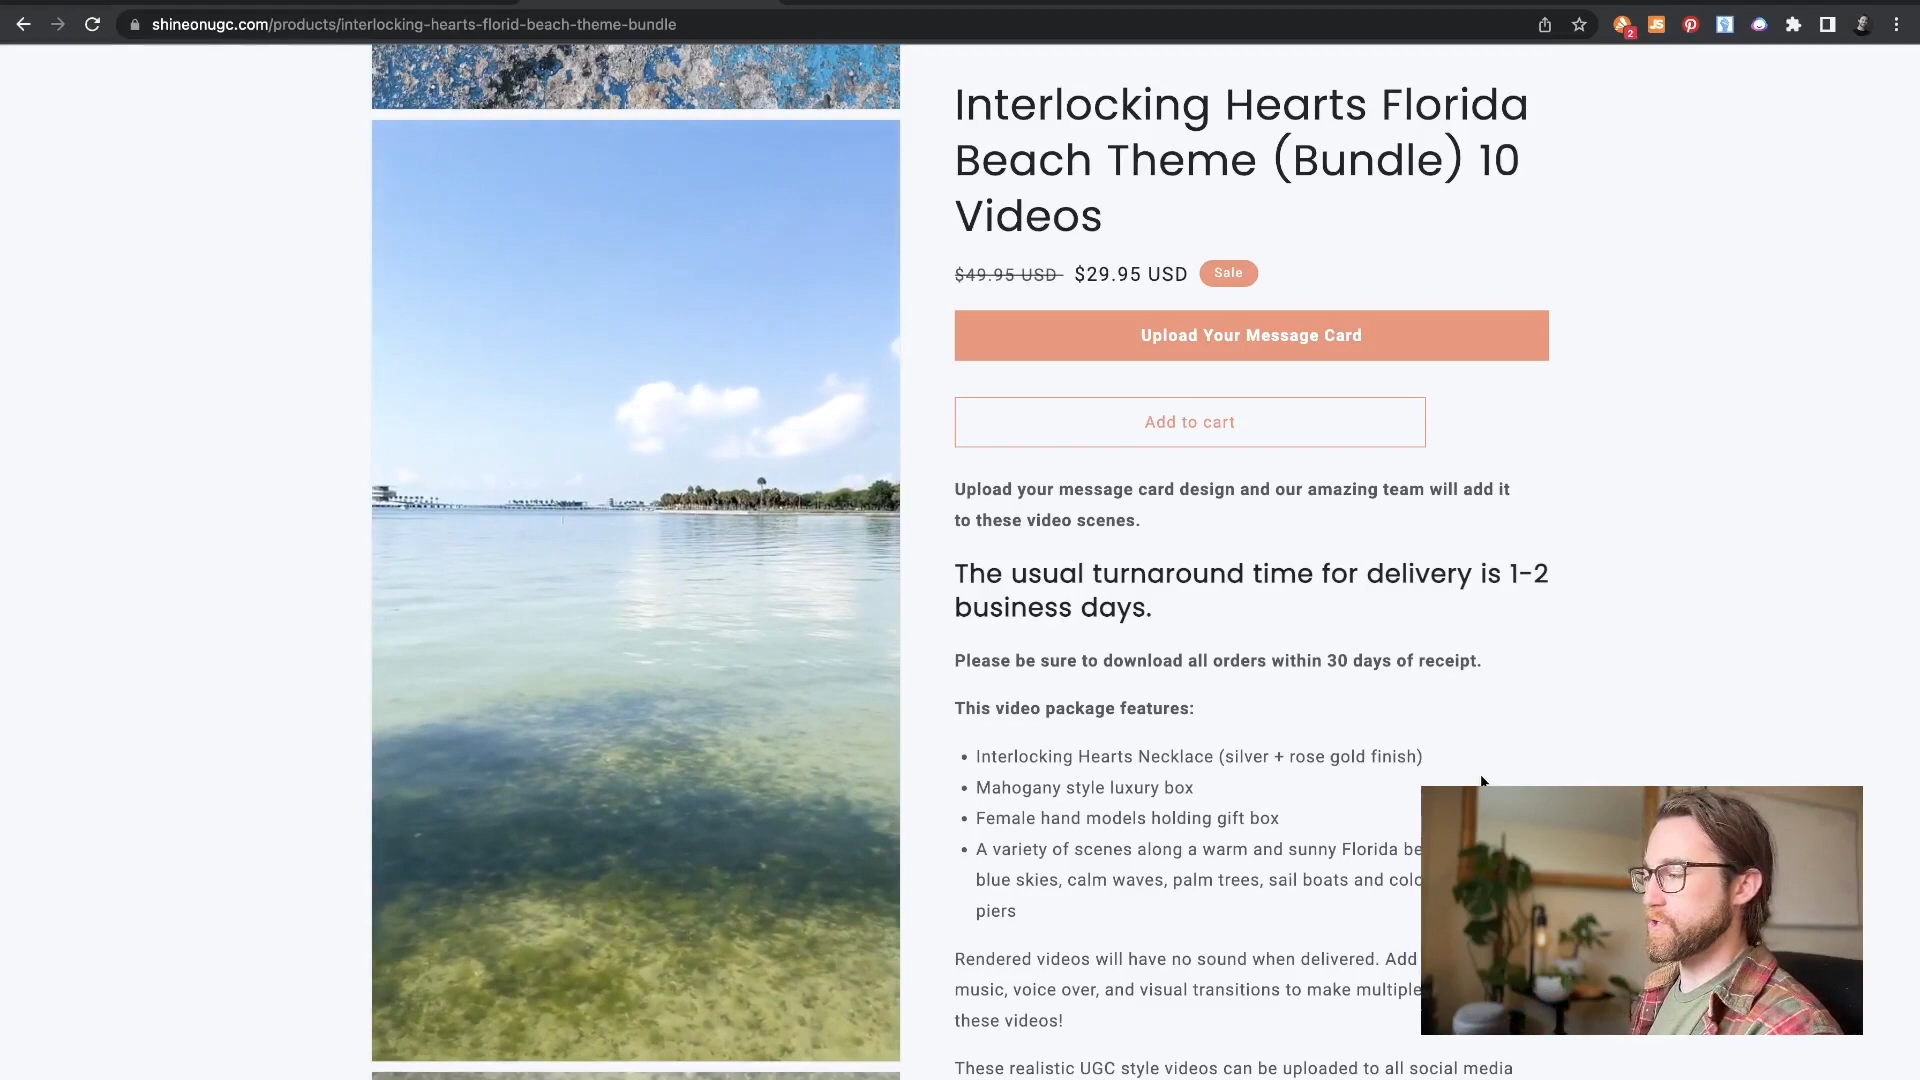 shineonugc.com/products/interlocking-hearts-florid-beach-theme-bundle
2
JS
Interlocking Hearts Florida
Beach Theme (Bundle) 10
Videos
$49.95 USD $29.95 USD Sale
Upload Your Message Card
Add to cart
Upload your message card design and our amazing team will add it
to these video scenes.
The usual turnaround time for delivery is 1-2
business days.
Please be sure to download all orders within 30 days of receipt.
This video package features:
• Interlocking Hearts Necklace (silver + rose gold finish)
• Mahogany style luxury box
• Female hand models holding gift box
• A variety of scenes along a warm and sunny Florida
blue skies, calm waves, palm trees, sail boats and
piers
Rendered videos will have no sound when delivered. Add
music, voice over, and visual transitions to make multiple
these videos!
These realistic UGC style videos can be uploaded to all social media